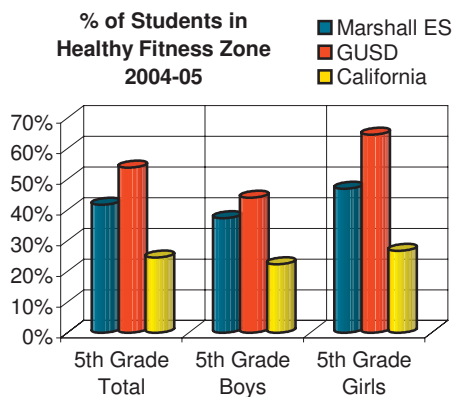 % of Students in
Healthy Fitness Zone
2004-05
Marshall ES
GUSD
California
70%
60%
50%
40%
30%
20%
10%
0%
5th Grade
Total
5th Grade
Boys
5th Grade
Girls